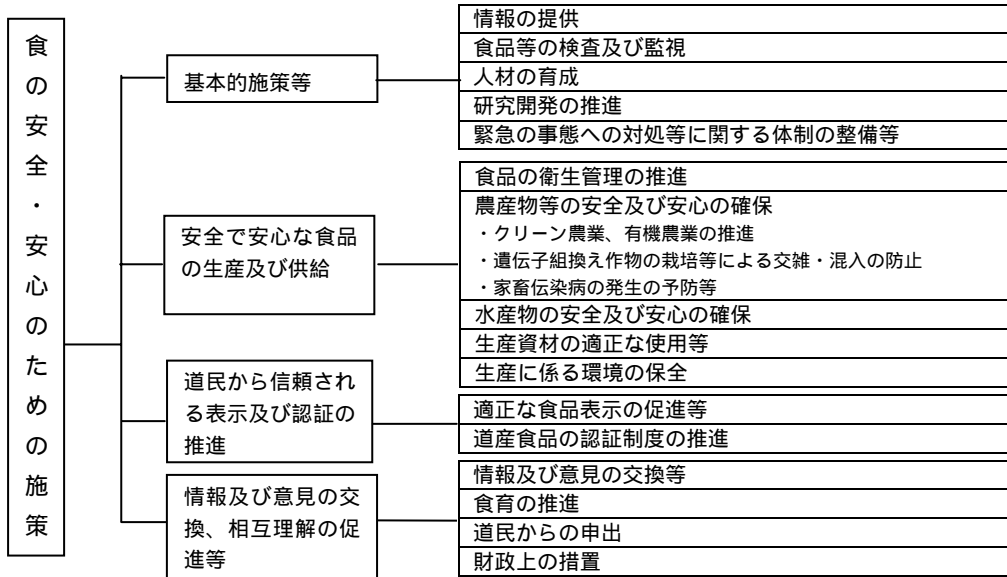 食の安全・安心のための施策
基本的施策等
情報の提供
食品等の検査及び監視
人材の育成
研究開発の推進
緊急の事態への対処等に関する体制の整備等
安全で安心な食品
の生産及び供給
食品の衛生管理の推進
農産物等の安全及び安心の確保
・クリーン農業、有機農業の推進
・遺伝子組換え作物の栽培等による交雑・混入の防止
・家畜伝染病の発生の予防等
水産物の安全及び安心の確保
生産資材の適正な使用等
生産に係る環境の保全
道民から信頼され
る表示及び認証の
推進
適正な食品表示の促進等
道産食品の認証制度の推進
情報及び意見の交
換、相互理解の促
進等
情報及び意見の交換等
食育の推進
道民からの申出
財政上の措置